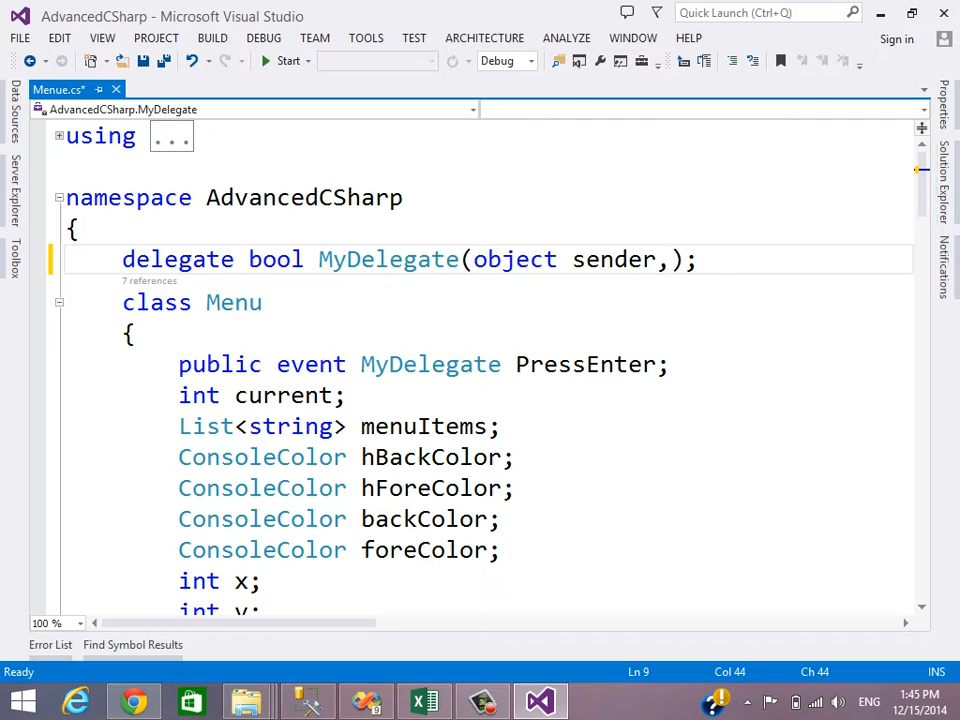 AdvancedCSharp - Microsoft Visual Studio
Quick Launch (Ctrl+Q)
FILE EDIT VIEW PROJECT BUILD DEBUG TEAM TOOLS TEST ARCHITECTURE ANALYZE WINDOW HELP Sign in
Start Debug
Menue.cs*
AdvancedCSharp.MyDelegate
Data Sources
Server Explorer
Toolbox
using ...
namespace AdvancedCSharp
{
delegate bool MyDelegate(object sender,);
7 references
class Menu
{
public event MyDelegate PressEnter;
int current;
List<string> menuItems;
ConsoleColor hBackColor;
ConsoleColor hForeColor;
ConsoleColor backColor;
ConsoleColor foreColor;
int x;
int y;
Properties
Solution Explorer
Notifications
100 %
Error List Find Symbol Results
Ready Ln 9 Col 44 Ch 44 INS
ENG 1:45 PM
12/15/2014